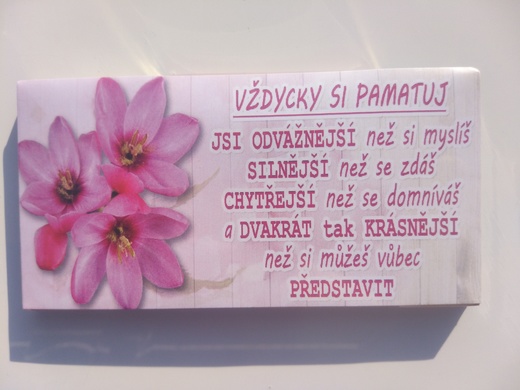 VŽDYCKY SI PAMATUJ
JSI ODVÁŽNĚJŠÍ než si myslíš
SILNĚJŠÍ než se zdáš
CHYTŘEJŠÍ než se domníváš
a DVAKRÁT tak KRÁSNĚJŠÍ
než si můžeš vůbec
PŘEDSTAVIT